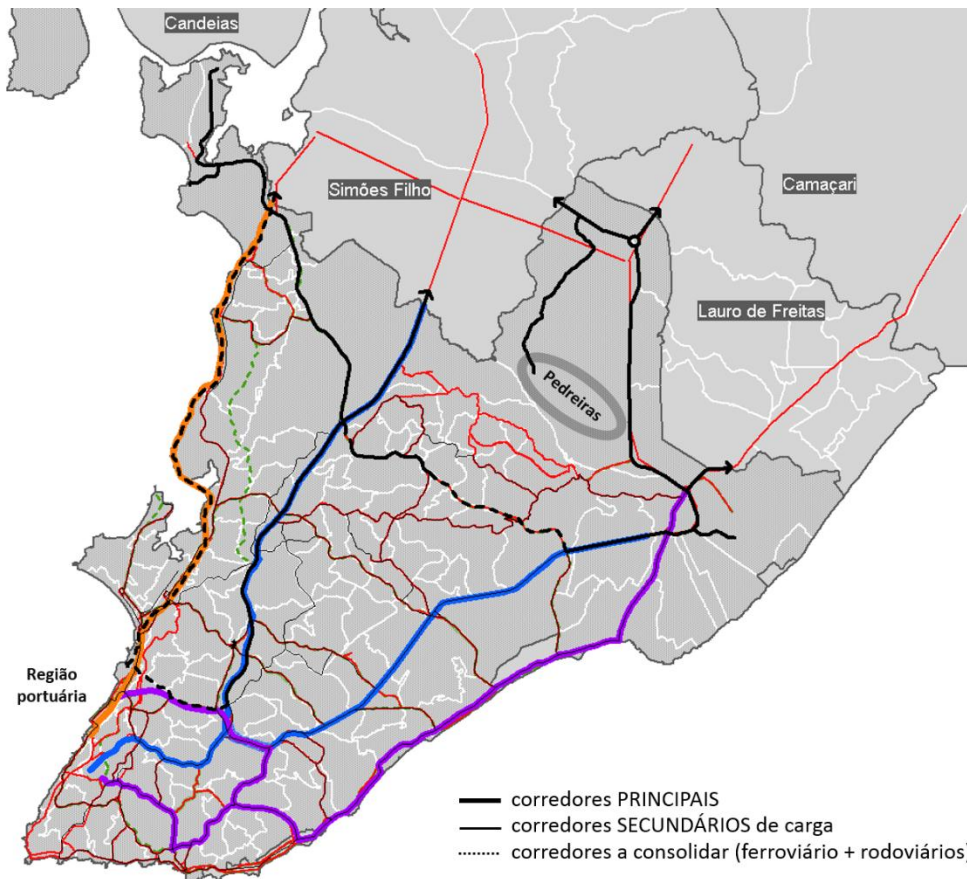 Candeias
Simões Filho
Camaçari
Lauro de Freitas
Pedreiras
Região
portuária
corredores PRINCIPAIS
corredores SECUNDÁRIOS de carga
corredores a consolidar (ferroviário + rodoviários)